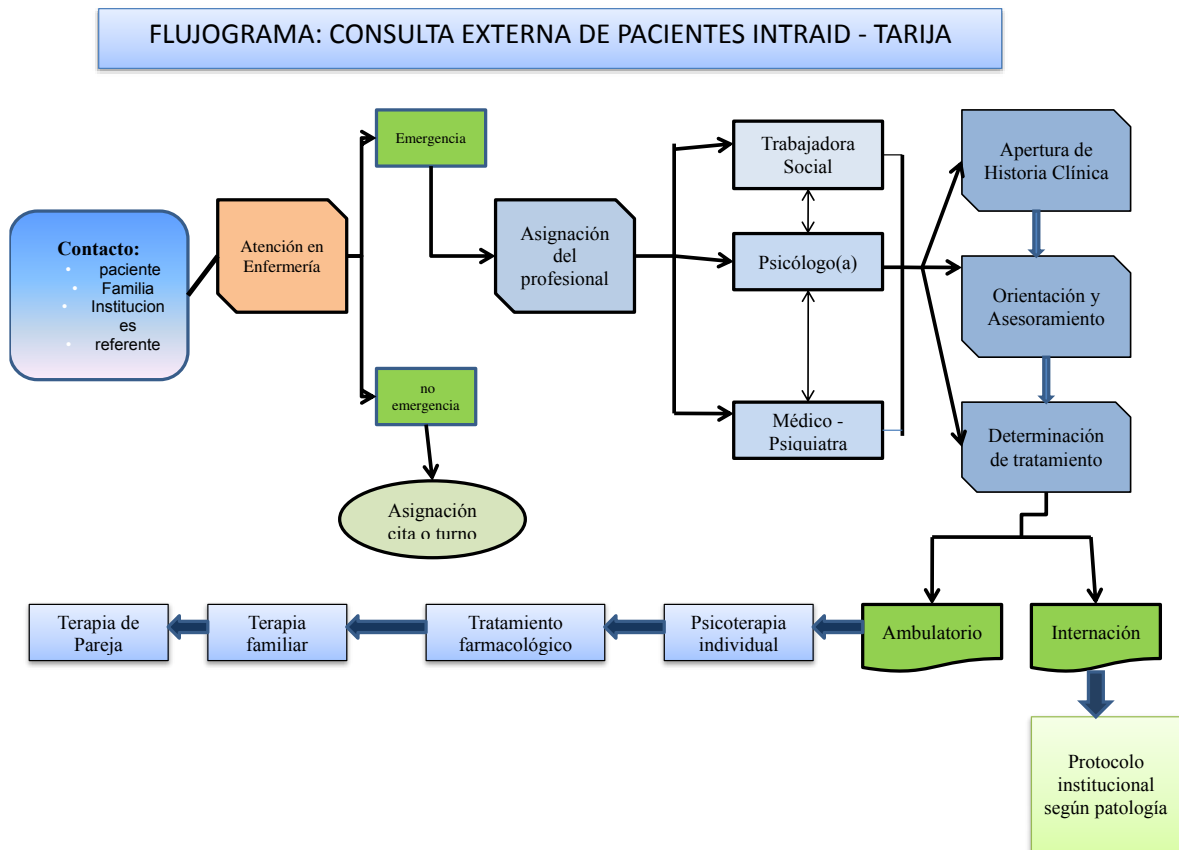 FLUJOGRAMA: CONSULTA EXTERNA DE PACIENTES INTRAID - TARIJA
Contacto:
• paciente
• Familia
• Institucion
es
• referente
Atención en
Enfermería
Emergencia
no
emergencia
Asignación
cita o turno
Asignación
del
profesional
Trabajadora
Social
Psicólogo(a)
Médico -
Psiquiatra
Apertura de
Historia Clínica
Orientación y
Asesoramiento
Determinación
de tratamiento
Ambulatorio
Internación
Psicoterapia
individual
Tratamiento
farmacológico
Terapia
familiar
Terapia de
Pareja
Protocolo
institucional
según patología